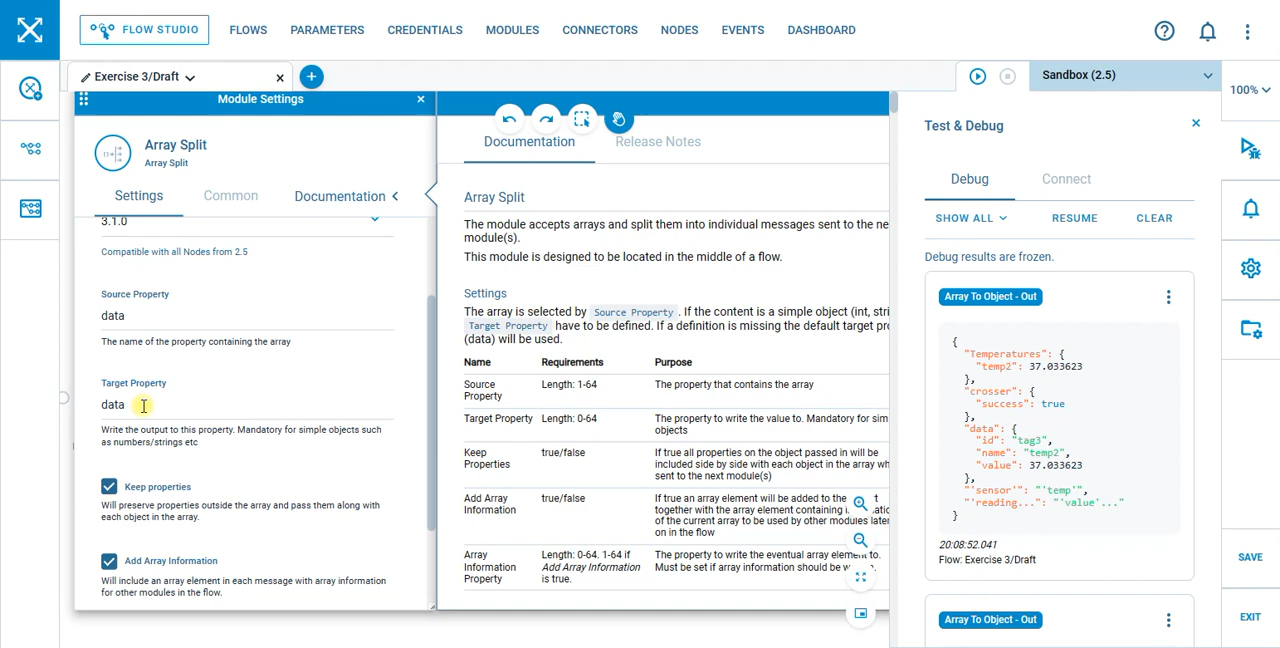 FLOW STUDIO
FLOWS
PARAMETERS
CREDENTIALS
MODULES
CONNECTORS
NODES
EVENTS
DASHBOARD
Exercise 3/Draft
Sandbox (2.5)
100%
Module Settings
Array Split
Array Split
Settings
Common
Documentation
3.1.0
Compatible with all Nodes from 2.5
Source Property
data
The name of the property containing the array
Target Property
data
Write the output to this property. Mandatory for simple objects such
as numbers/strings etc
Keep properties
Will preserve properties outside the array and pass them along with
each object in the array.
Add Array Information
Will include an array element in each message with array information
for other modules in the flow.
Documentation
Release Notes
Array Split
The module accepts arrays and split them into individual messages sent to the ne
module(s).
This module is designed to be located in the middle of a flow.
Settings
The array is selected by Source Property . If the content is a simple object (int, stri
Target Property have to be defined. If a definition is missing the default target pro
(data) will be used.
Name Requirements Purpose
Source Property Length: 1-64 The property that contains the array
Target Property Length: 0-64 The property to write the value to. Mandatory for sim
objects
Keep Properties true/false If true all properties on the object passed in will be
included side by side with each object in the array wh
sent to the next module(s)
Add Array Information true/false If true an array element will be added to the
together with the array element containing
of the current array to be used by other modules later
on in the flow
Array Information Property Length: 0-64. 1-64 if Add Array Information is true. The property to write the eventual array element to.
Must be set if array information should be
Test & Debug
Debug
Connect
SHOW ALL
RESUME
CLEAR
Debug results are frozen.
Array To Object - Out
{
"Temperatures": {
"temp2": 37.033623
},
"crosser": {
"success": true
},
"data": {
"id": "tag3",
"name": "temp2",
"value": 37.033623
},
"'sensor'": "'temp'",
"'reading...": "'value'..."
}
20:08:52.041
Flow: Exercise 3/Draft
Array To Object - Out
SAVE
EXIT